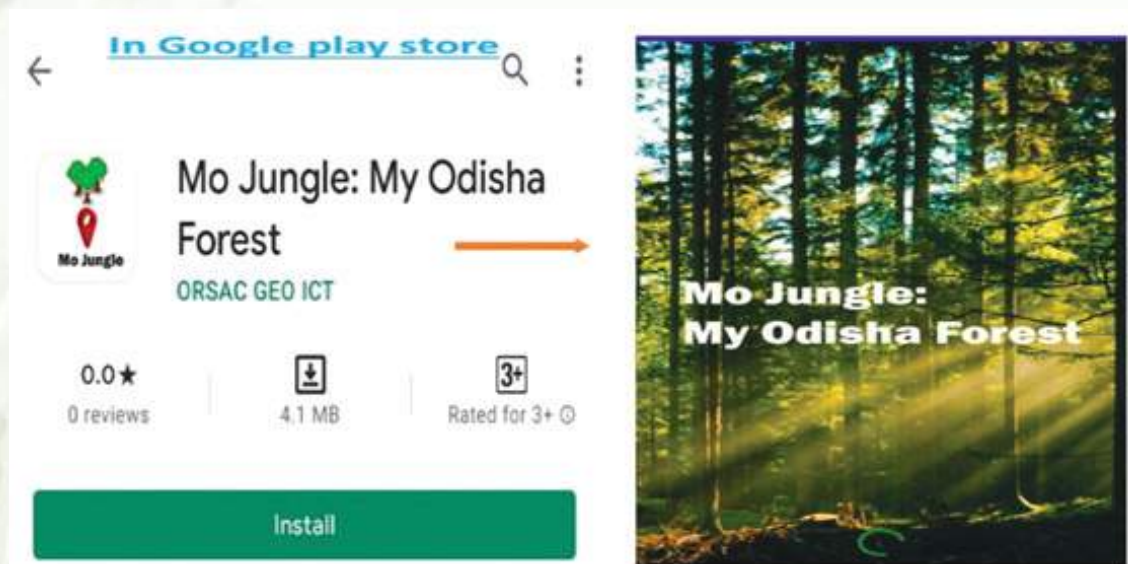 In Google play store
Mo Jungle: My Odisha
Forest
ORSAC GEO ICT
Mo Jungle
0.0★
0 reviews
4.1 MB
3+
Rated for 3+
Install
Mo Jungle:
My Odisha Forest